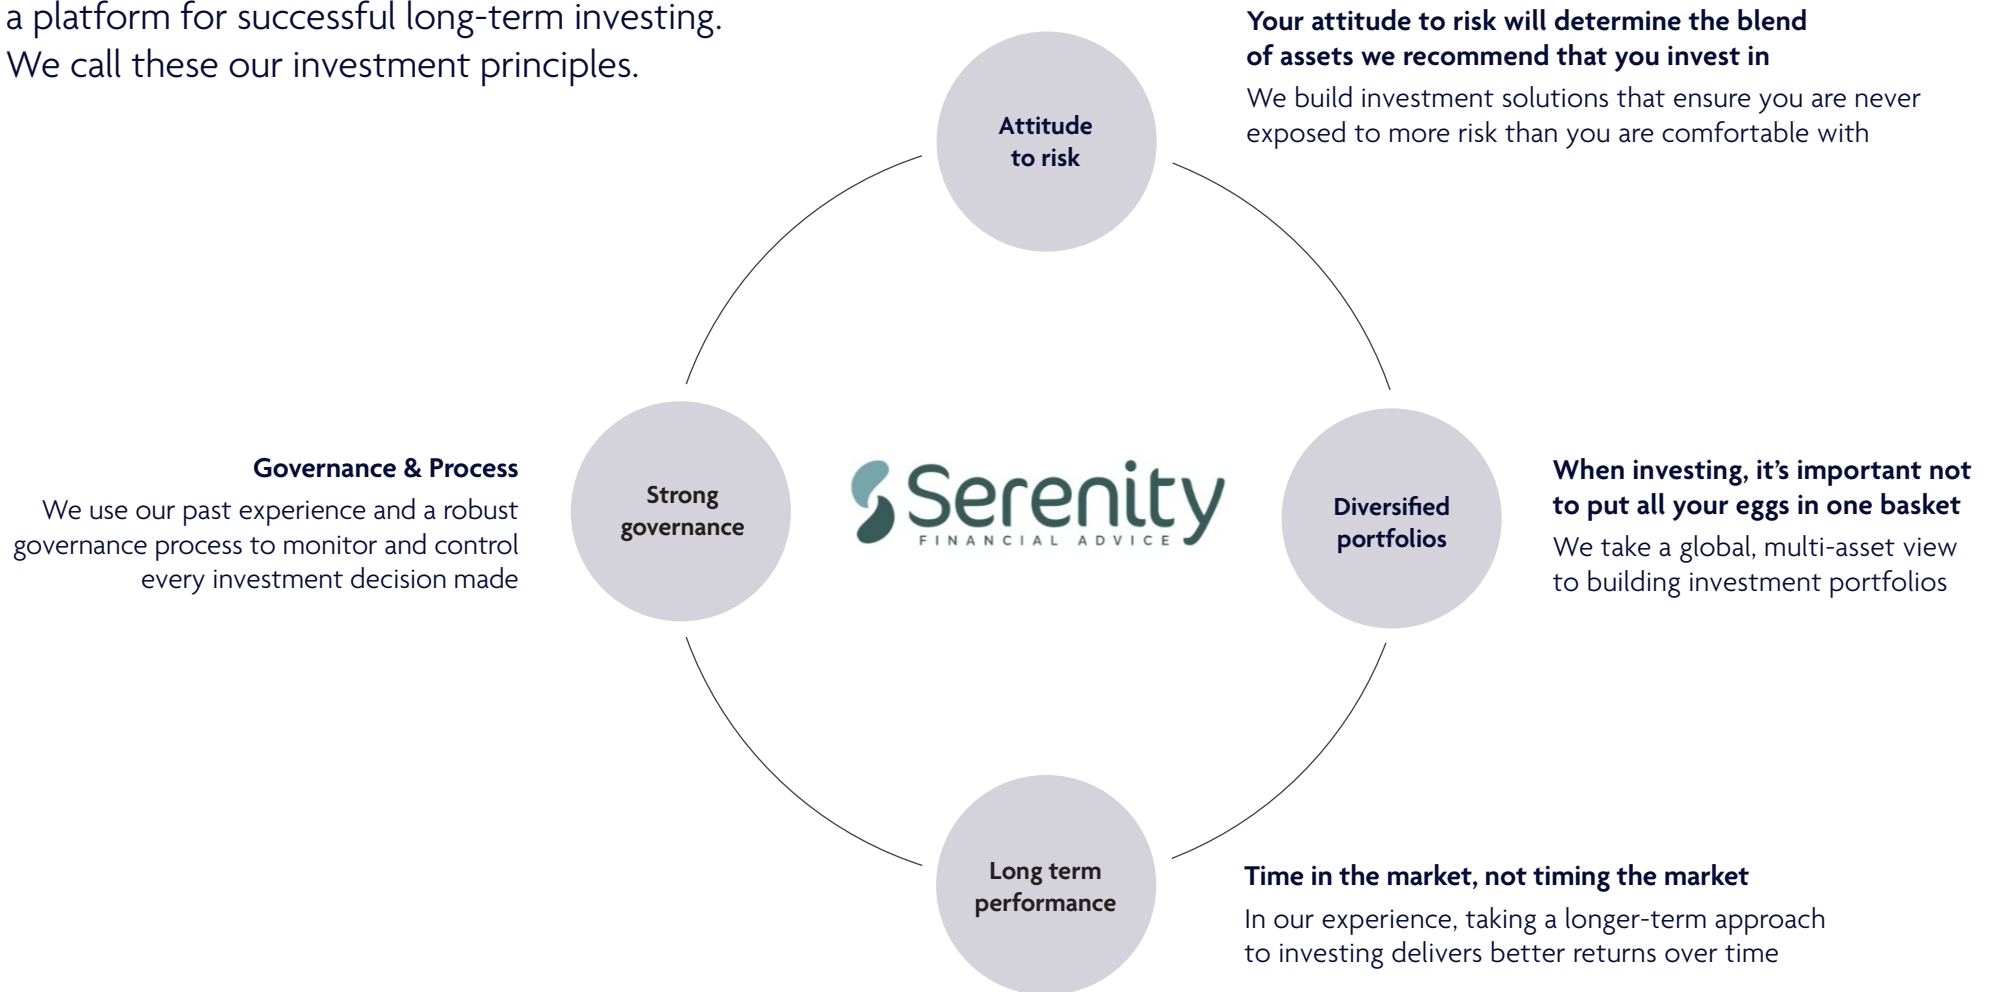 a platform for successful long-term investing.
We call these our investment principles.
Attitude
to risk
Your attitude to risk will determine the blend
of assets we recommend that you invest in
We build investment solutions that ensure you are never
exposed to more risk than you are comfortable with
Governance & Process
We use our past experience and a robust
governance process to monitor and control
every investment decision made
Strong
governance
Serenity
FINANCIAL ADVICE
Diversified
portfolios
When investing, it’s important not
to put all your eggs in one basket
We take a global, multi-asset view
to building investment portfolios
Long term
performance
Time in the market, not timing the market
In our experience, taking a longer-term approach
to investing delivers better returns over time